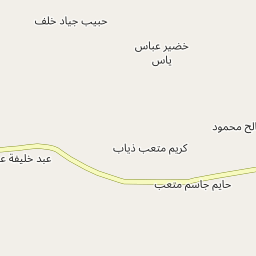 حبيب جياد خلف
خضير عباس
ياس
الح محمود
كريم متعب ذياب
عبد خليفة ع
حايم جاسم متعب